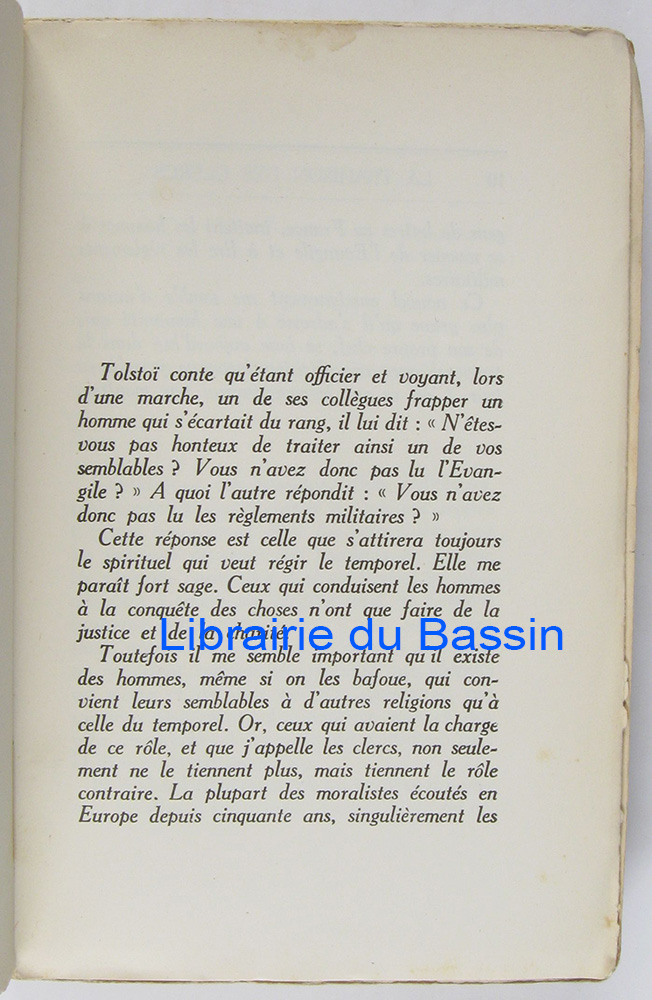 Tolstoï conte qu'étant officier et voyant, lors
d'une marche, un de ses collègues frapper un
homme qui s'écartait du rang, il lui dit : « N'êtes-
vous pas honteux de traiter ainsi un de vos
semblables ? Vous n'avez donc pas lu l'Evan-
gile ? » A quoi l'autre répondit : « Vous n'avez
donc pas lu les règlements militaires ? »
Cette réponse est celle que s'attirera toujours
le spirituel qui veut régir le temporel. Elle me
paraît fort sage. Ceux qui conduisent les hommes
à la conquête des choses n'ont que faire de la
justice et de la charité.
Librairie du Bassin
Toutefois il me semble important qu'il existe
des hommes, même si on les bafoue, qui con-
vient leurs semblables à d'autres religions qu'à
celle du temporel. Or, ceux qui avaient la charge
de ce rôle, et que j'appelle les clercs, non seule-
ment ne le tiennent plus, mais tiennent le rôle
contraire. La plupart des moralistes écoutés en
Europe depuis cinquante ans, singulièrement les